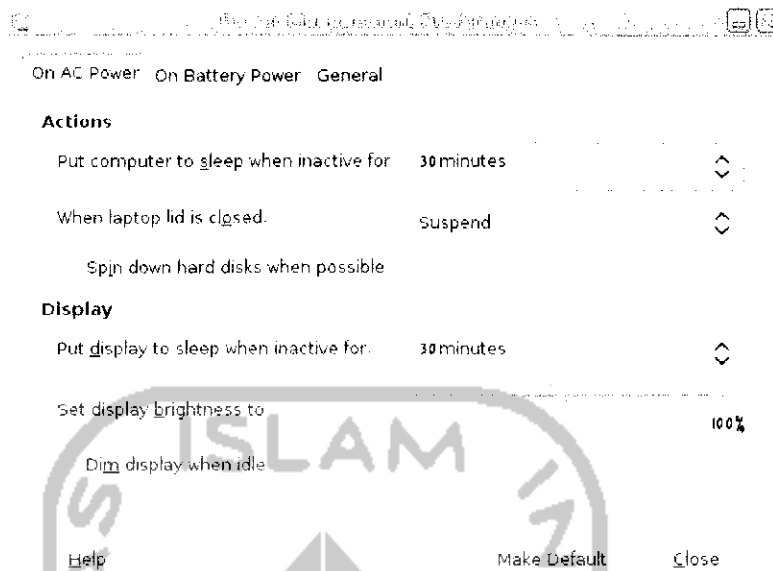 On AC Power On Battery Power General
Actions
Put computer to sleep when inactive for 30 minutes
When laptop lid is closed. Suspend
Spin down hard disks when possible
Display
Put display to sleep when inactive for. 30 minutes
Set display brightness to 100%
Dim display when idle
ISLAM
Help Make Default Close